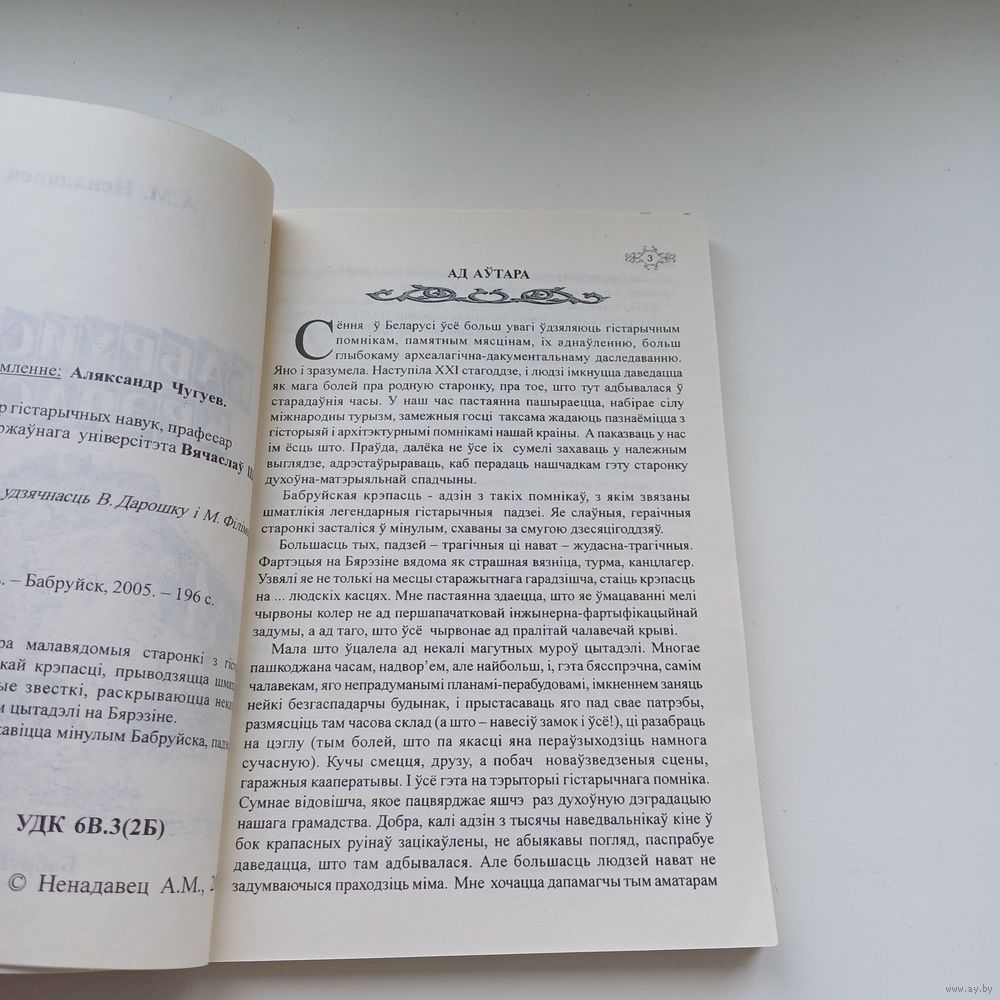 А.М. Ненадавец
мленне: Аляксандр Чугуев.
р гістарычных навук, прафесар
ржаўнага універсітэта Вячаслаў
удзячнасць В. Дарошку і М. Філім
. – Бабруйск, 2005. – 196 с.
ра малавядомыя старонкі з гіст
кай крэпасці, прыводзяцца шмат
ые звесткі, раскрываюцца нека
м цытадэлі на Бярэзіне.
кавіцца мінулым Бабруйска, падз
УДК 6В.3(2Б)
© Ненадавец А.М., 2
3
АД АЎТАРА
Сёння ў Беларусі ўсё больш увагі ўдзяляюць гістарычным
помнікам, памятным мясцінам, іх аднаўленню, больш
глыбокаму археалагічна-дакументальнаму даследаванню.
Яно і зразумела. Наступіла XXI стагоддзе, і людзі імкнуцца даведацца
як мага болей пра родную старонку, пра тое, што тут адбывалася ў
старадаўнія часы. У наш час пастаянна пашыраецца, набірае сілу
міжнародны турызм, замежныя госці таксама жадаюць пазнаёміцца з
гісторыяй і архітэктурнымі помнікамі нашай краіны. А паказваць у нас
ім ёсць што. Праўда, далёка не ўсе іх сумелі захаваць у належным
выглядзе, адрэстаўрыраваць, каб перадаць нашчадкам гэту старонку
духоўна-матэрыяльнай спадчыны.
Бабруйская крэпасць - адзін з такіх помнікаў, з якім звязаны
шматлікія легендарныя гістарычныя падзеі. Яе слаўныя, гераічныя
старонкі засталіся ў мінулым, схаваны за смугою дзесяцігоддзяў.
Большасць тых, падзей – трагічныя ці нават – жудасна-трагічныя.
Фартэцыя на Бярэзіне вядома як страшная вязніца, турма, канцлагер.
Узвялі яе не толькі на месцы старажытнага гарадзішча, стаіць крэпасць
на ... людскіх касцях. Мне пастаянна здаецца, што яе ўмацаванні мелі
чырвоны колер не ад першапачатковай інжынерна-фартыфікацыйнай
задумы, а ад таго, што ўсё чырвонае ад пралітай чалавечай крыві.
Мала што ўцалела ад некалі магутных муроў цытадэлі. Многае
пашкоджана часам, надвор’ем, але найбольш, і, гэта бясспрэчна, самім
чалавекам, яго непрадуманымі планамі-перабудовамі, імкненнем заняць
нейкі безгаспадарчы будынак, і прыстасаваць яго пад свае патрэбы,
размясціць там часова склад (а што – навесіў замок і ўсё!), ці разабраць
на цэглу (тым болей, што па якасці яна пераўзыходзіць намнога
сучасную). Кучы смецця, друзу, а побач новаўзведзеныя сцены,
гаражныя кааператывы. І ўсё гэта на тэрыторыі гістарычнага помніка.
Сумнае відовішча, якое пацвярджае яшчэ раз духоўную дэградацыю
нашага грамадства. Добра, калі адзін з тысячы наведвальнікаў кіне ў
бок крапасных руінаў зацікаўлены, не абыякавы погляд, паспрабуе
даведацца, што там адбывалася. Але большасць людзей нават не
задумваючыся праходзіць міма. Мне хочацца дапамагчы тым аматарам
www.ay.by